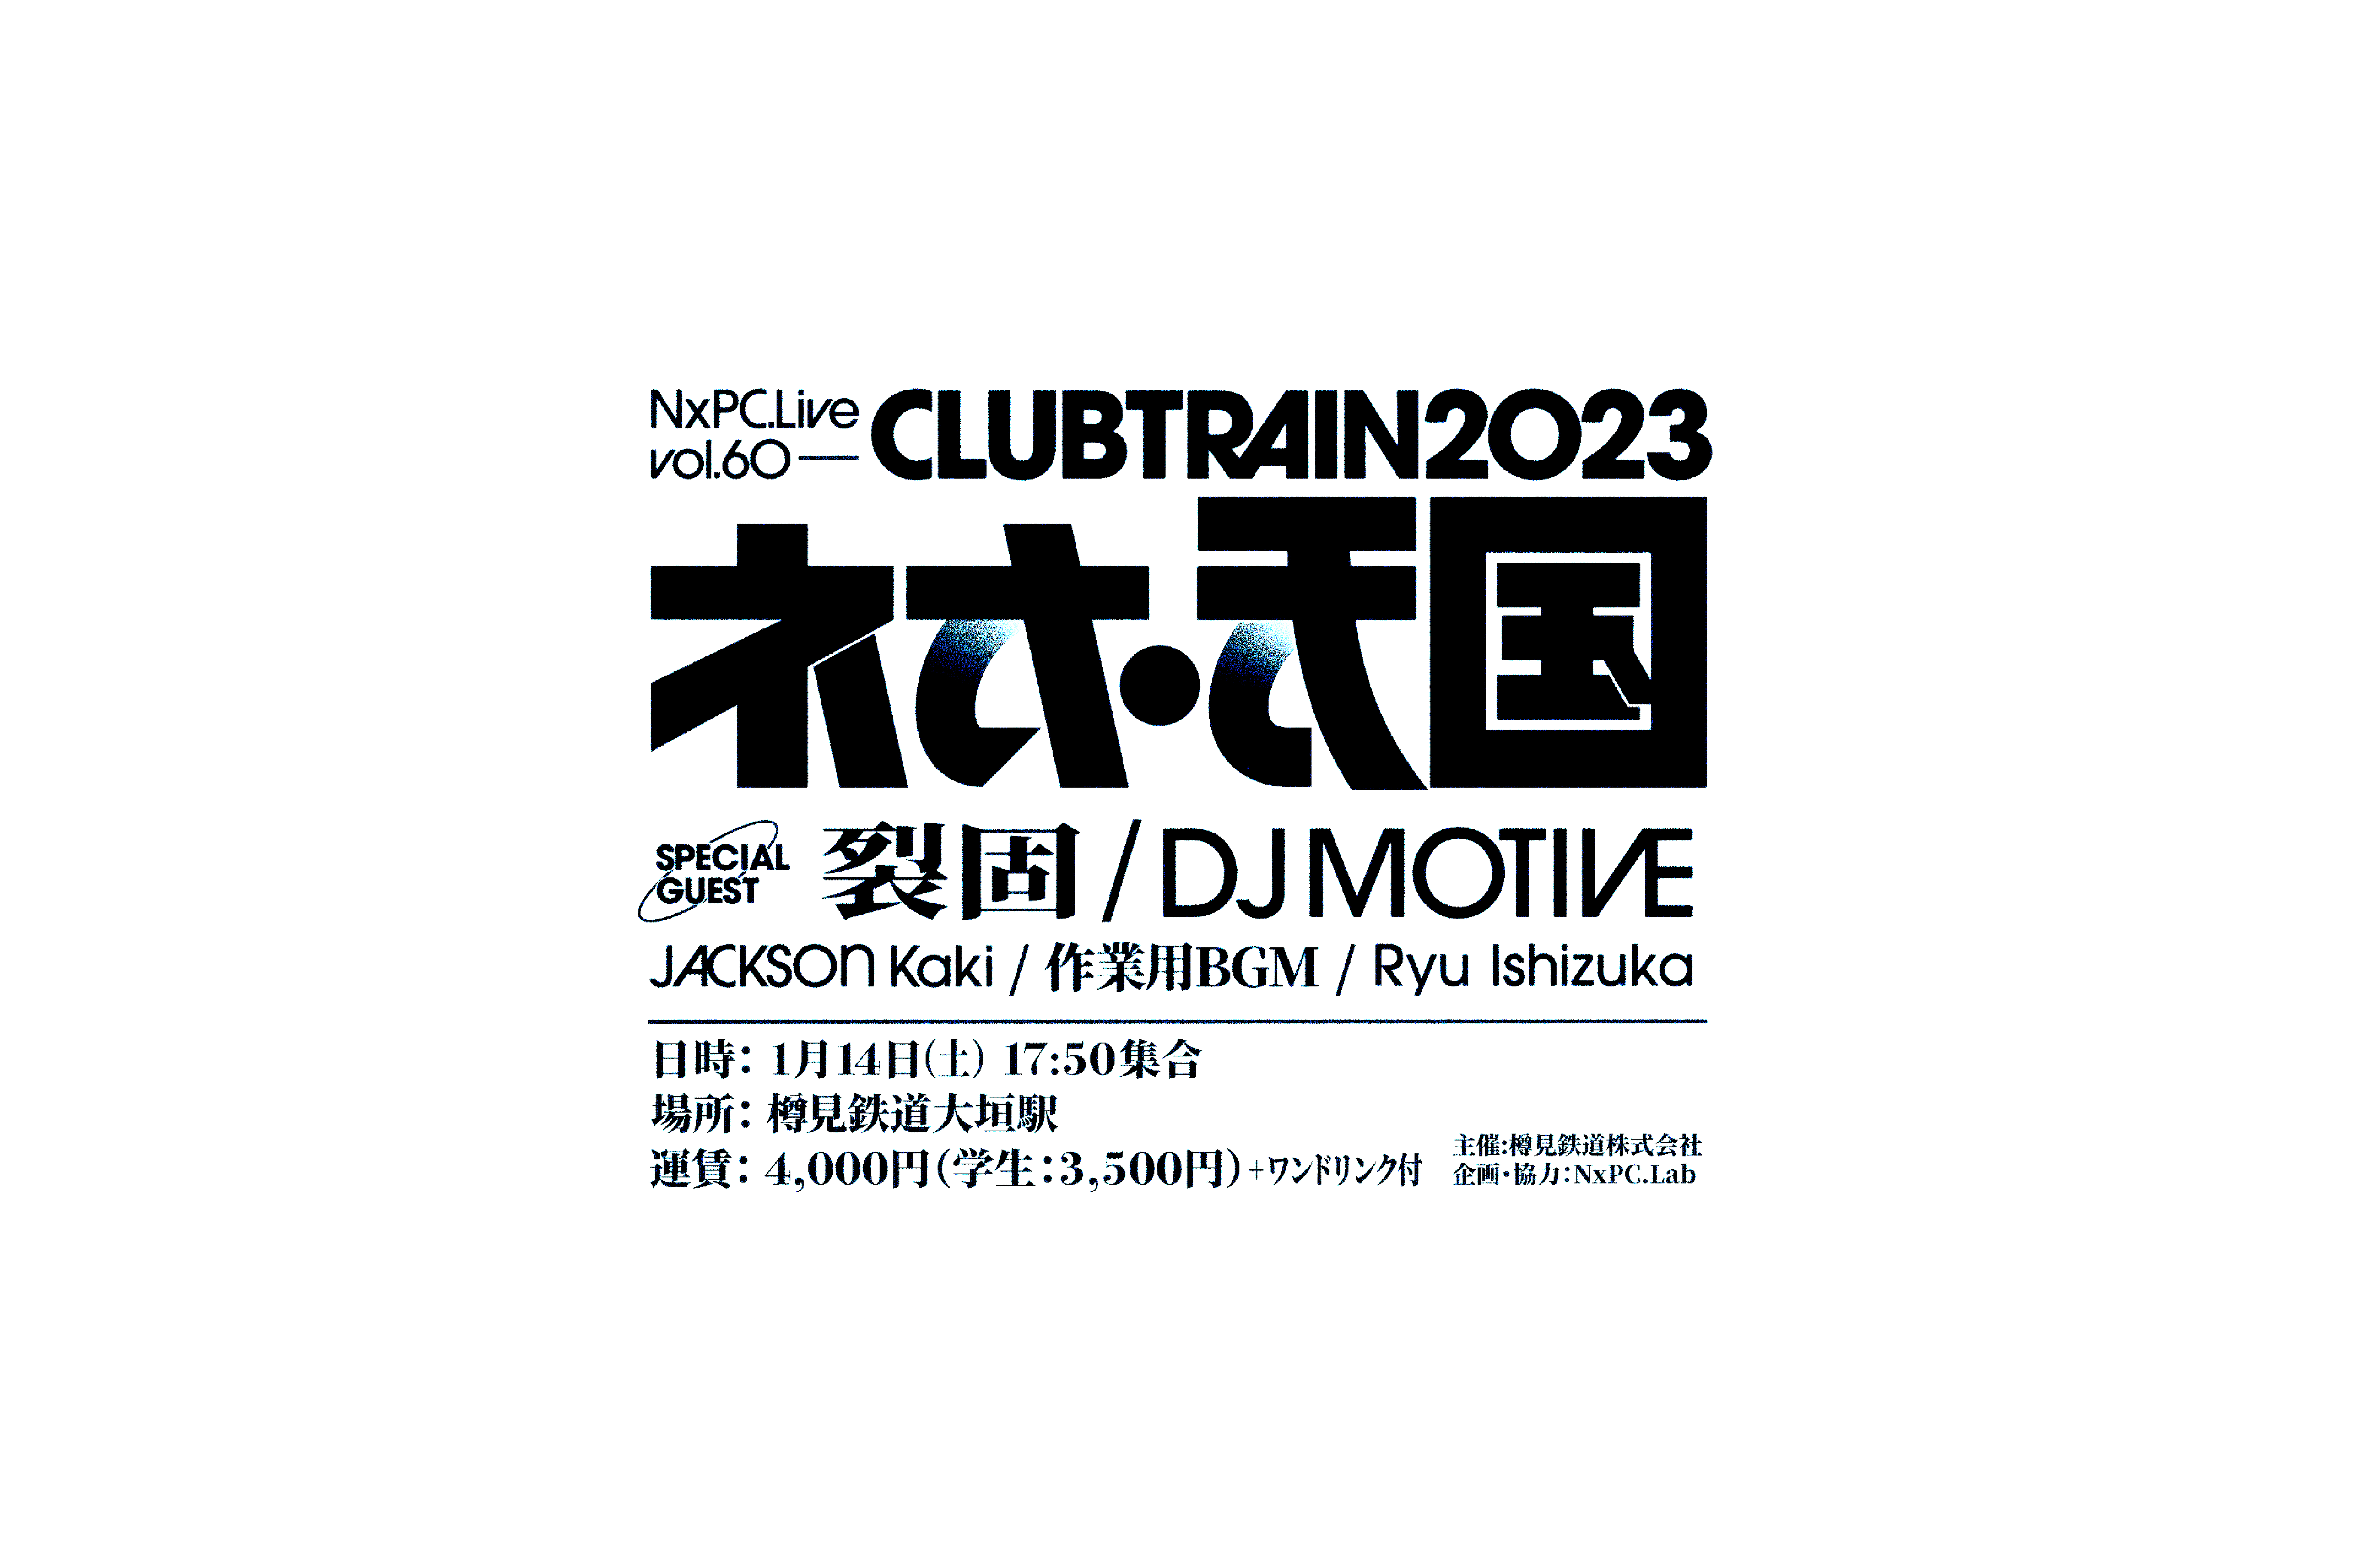 NxPC.Live
vol.60
CLUBTRAIN2023
ネオ・天国
SPECIAL
GUEST
裂固 / DJ MOTIVE
JACKSON Kaki / 作業用BGM / Ryu Ishizuka
日時: 1月14日(土) 17:50集合
場所: 樽見鉄道大垣駅
運賃: 4,000円(学生:3,500円)+ワンドリンク付
主催:樽見鉄道株式会社
企画・協力:NxPC.Lab